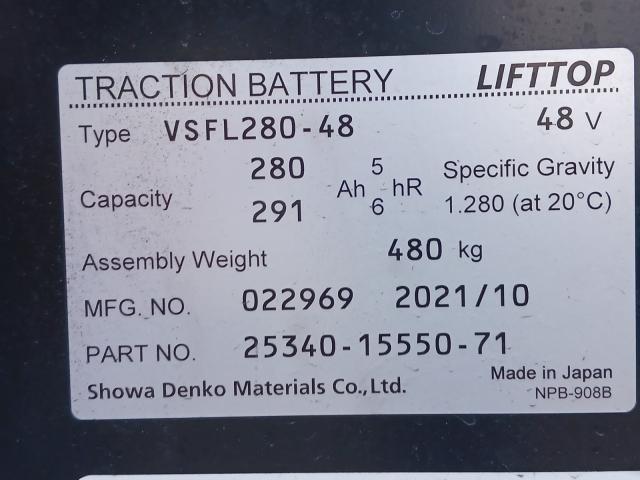 TRACTION BATTERY LIFTTOP
Type VSFL280-48 48 V
Capacity 280 Ah 5 hR Specific Gravity
291 6 1.280 (at 20°C)
Assembly Weight 480 kg
MFG. NO. 022969 2021/10
PART NO. 25340-15550-71
Showa Denko Materials Co.,Ltd. Made in Japan
NPB-908B